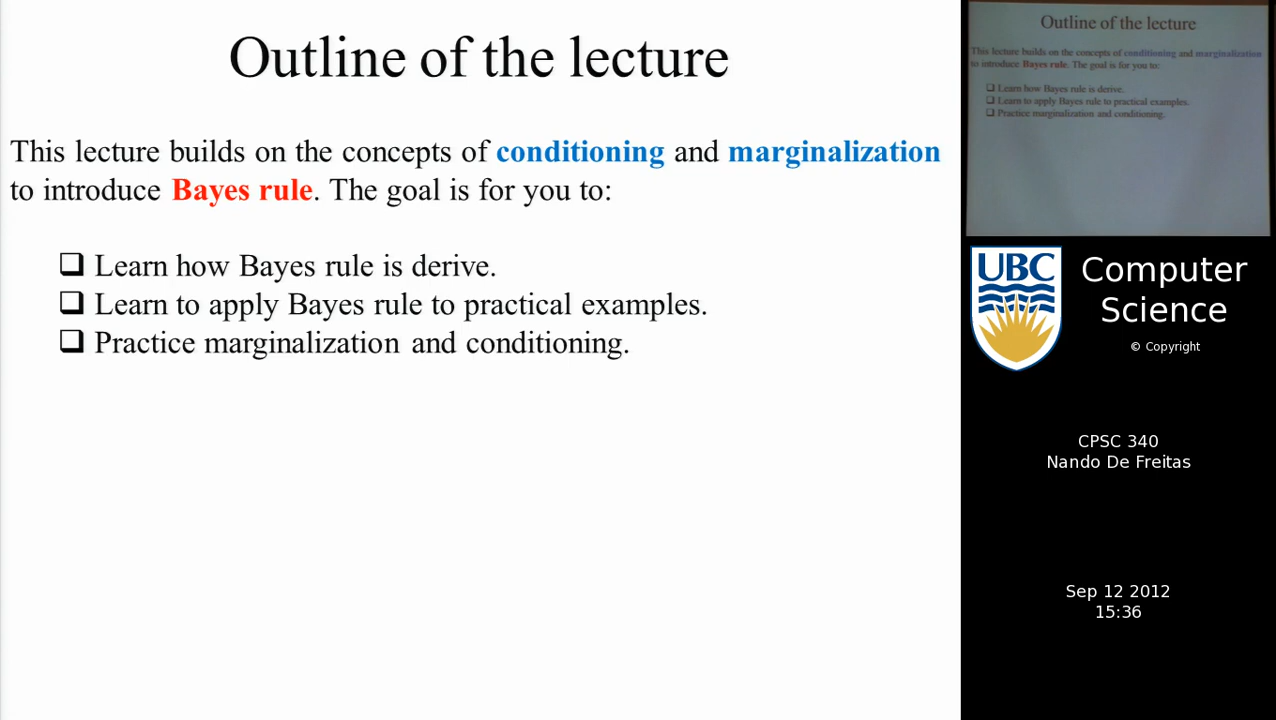 Outline of the lecture
This lecture builds on the concepts of conditioning and marginalization
to introduce Bayes rule. The goal is for you to:
❑ Learn how Bayes rule is derive.
❑ Learn to apply Bayes rule to practical examples.
❑ Practice marginalization and conditioning.
Outline of the lecture
This lecture builds on the concepts of conditioning and marginalization
to introduce Bayes rule. The goal is for you to:
❑ Learn how Bayes rule is derive.
❑ Learn to apply Bayes rule to practical examples.
❑ Practice marginalization and conditioning.
UBC
Computer
Science
© Copyright
CPSC 340
Nando De Freitas
Sep 12 2012
15:36